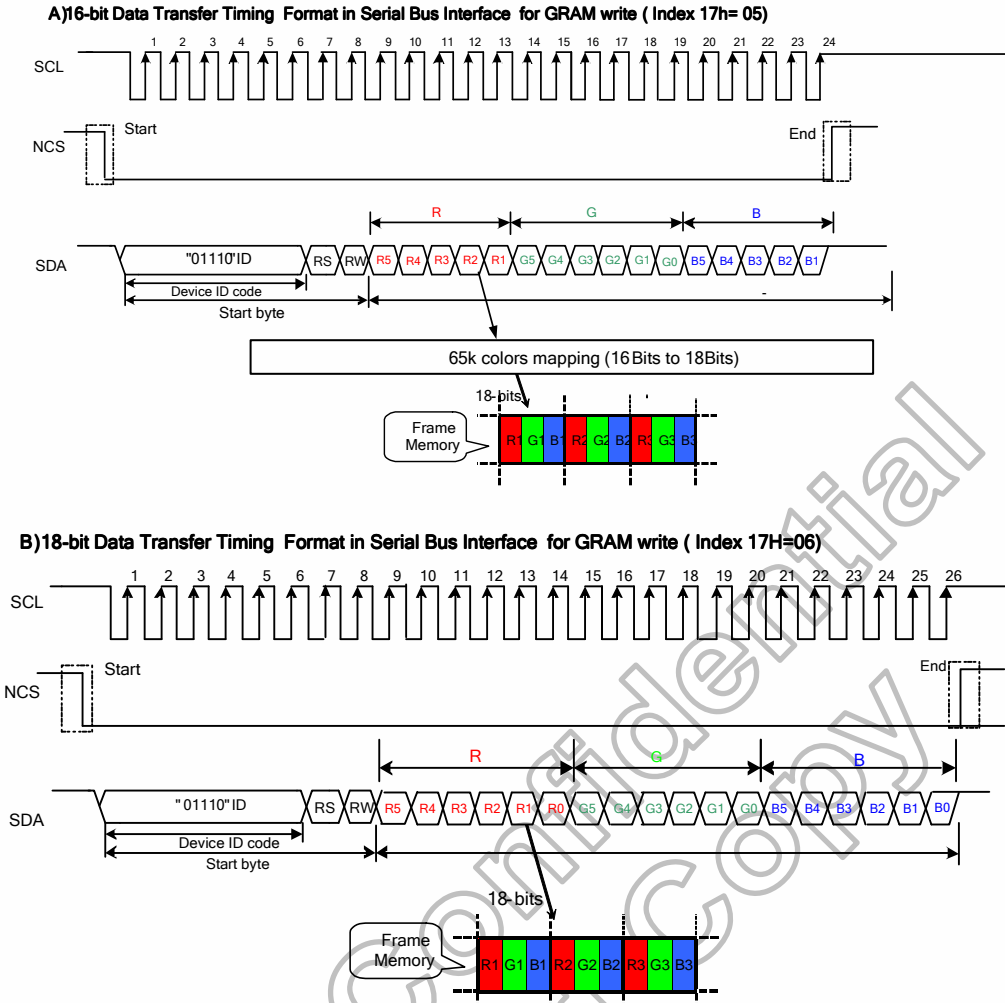 A)16-bit Data Transfer Timing Format in Serial Bus Interface for GRAM write ( Index 17h= 05)
1 2 3 4 5 6 7 8 9 10 11 12 13 14 15 16 17 18 19 20 21 22 23 24
SCL
Start
End
NCS
R G B
SDA
"01110"ID RS RW R5 R4 R3 R2 R1 G5 G4 G3 G2 G1 G0 B5 B4 B3 B2 B1
Device ID code
-
Start byte
65k colors mapping (16 Bits to 18Bits)
18-bits
Frame
Memory
R1 G1 B1 R2 G2 B2 R3 G3 B3
B)18-bit Data Transfer Timing Format in Serial Bus Interface for GRAM write ( Index 17H=06)
1 2 3 4 5 6 7 8 9 10 11 12 13 14 15 16 17 18 19 20 21 22 23 24 25 26
SCL
Start
End
NCS
R G B
SDA
"01110"ID RS RW R5 R4 R3 R2 R1 R0 G5 G4 G3 G2 G1 G0 B5 B4 B3 B2 B1 B0
Device ID code
Start byte
18-bits
Frame
Memory
R1 G1 B1 R2 G2 B2 R3 G3 B3
Confidential
Copy